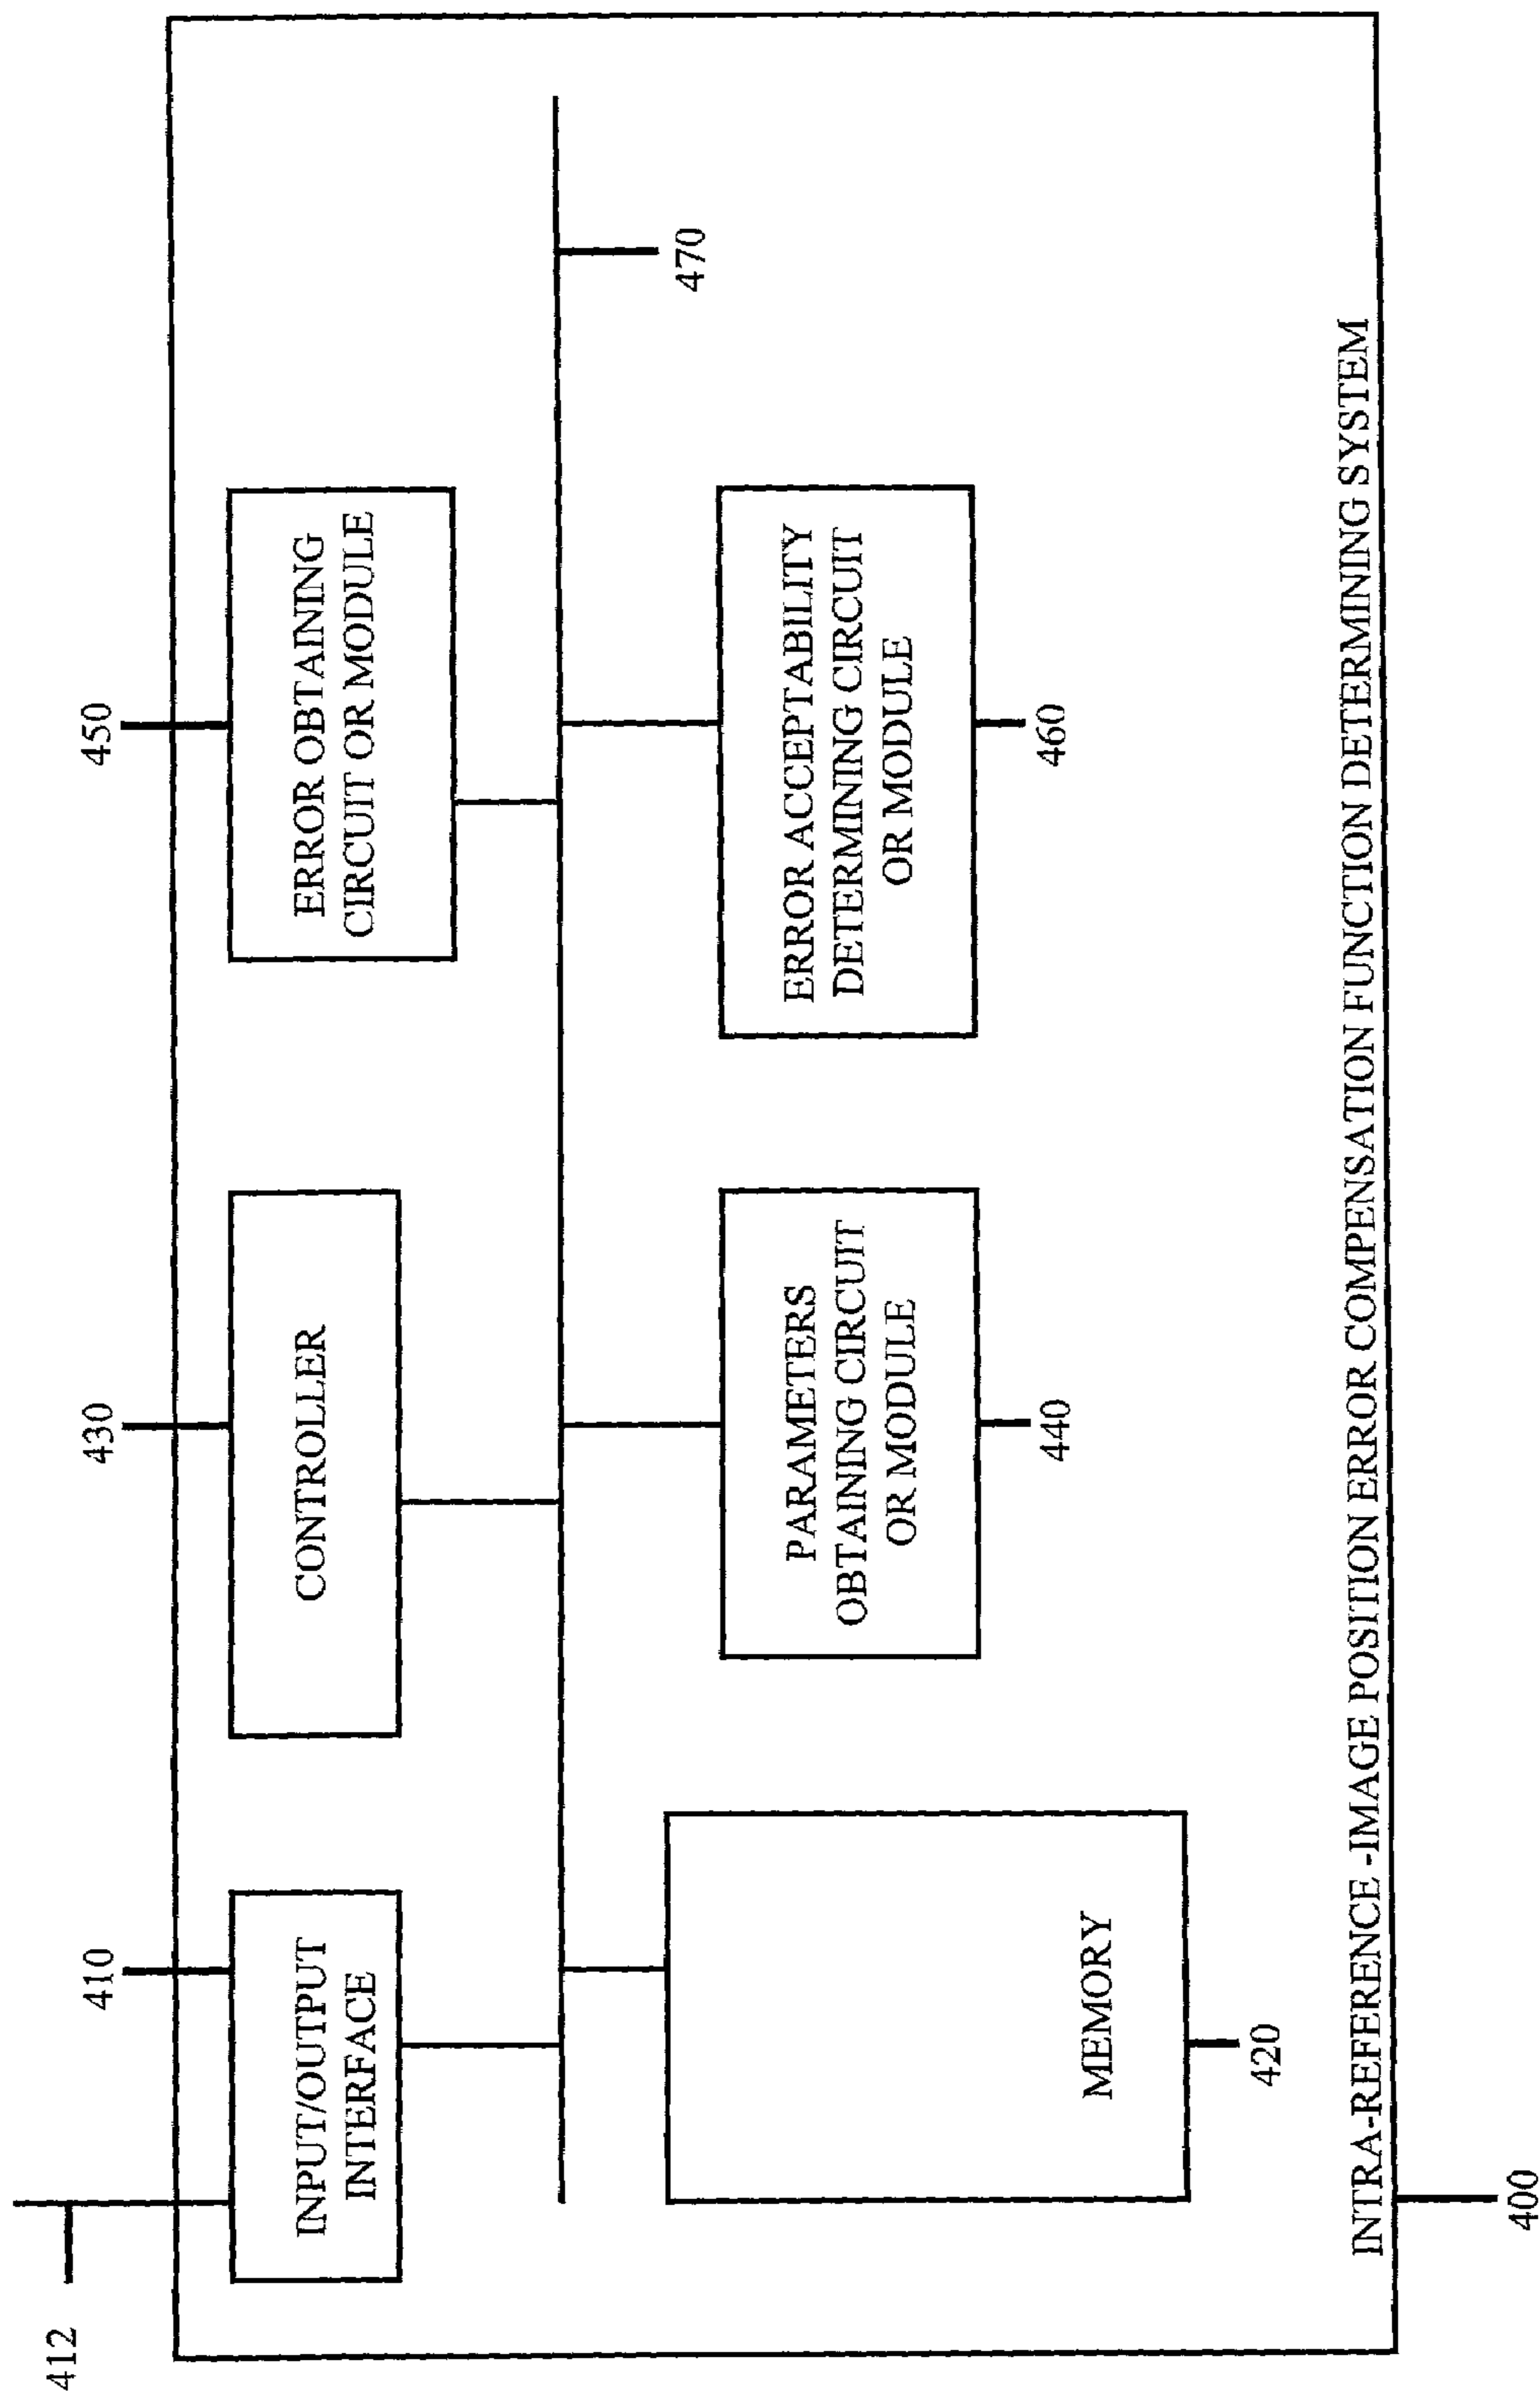 412
410
430
450
INPUT/OUTPUT
INTERFACE
CONTROLLER
ERROR OBTAINING
CIRCUIT OR MODULE
470
MEMORY
PARAMETERS
OBTAINING CIRCUIT
OR MODULE
ERROR ACCEPTABILITY
DETERMINING CIRCUIT
OR MODULE
420
440
460
INTRA-REFERENCE -IMAGE POSITION ERROR COMPENSATION FUNCTION DETERMINING SYSTEM
400